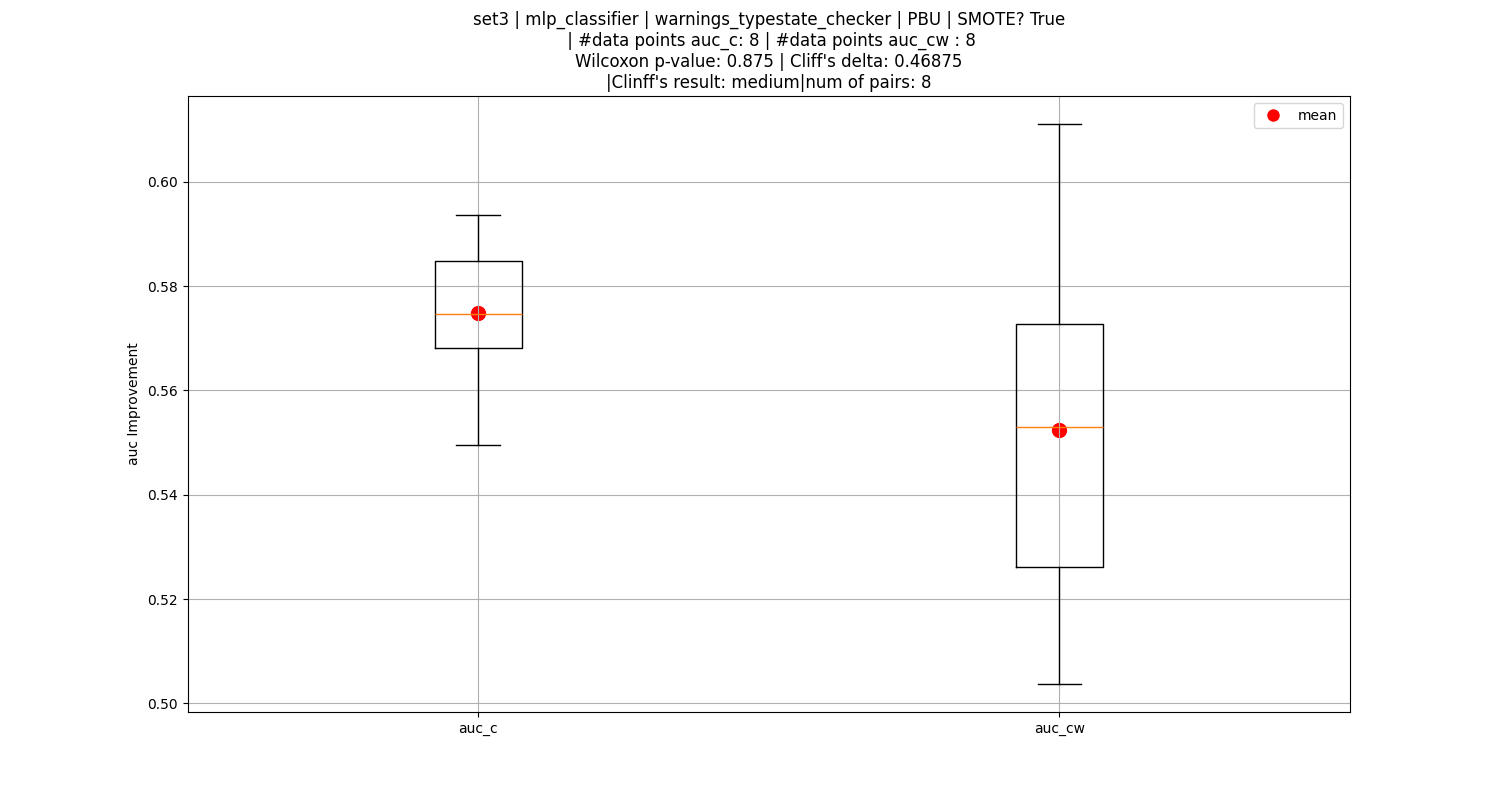 set3 | mlp_classifier | warnings_typestate_checker | PBU | SMOTE? True
| #data points auc_c: 8 | #data points auc_cw : 8
Wilcoxon p-value: 0.875 | Cliff's delta: 0.46875
|Clinff's result: medium|num of pairs: 8
mean
0.60
0.58
0.56
0.54
0.52
0.50
auc Improvement
auc_c
auc_cw